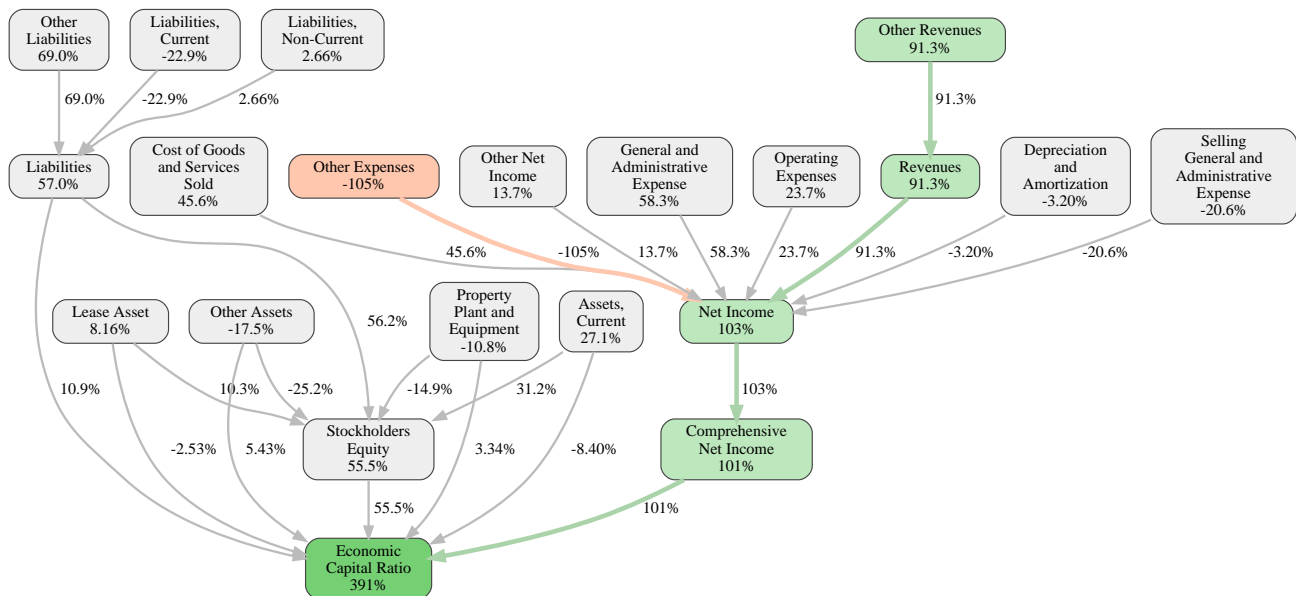 Other
Liabilities
69.0%
Liabilities,
Current
-22.9%
Liabilities,
Non-Current
2.66%
Other Revenues
91.3%
69.0%
-22.9%
2.66%
91.3%
Liabilities
57.0%
Cost of Goods
and Services
Sold
45.6%
Other Expenses
-105%
Other Net
Income
13.7%
General and
Administrative
Expense
58.3%
Operating
Expenses
23.7%
Revenues
91.3%
Depreciation
and
Amortization
-3.20%
Selling
General and
Administrative
Expense
-20.6%
45.6%
-105%
13.7%
58.3%
23.7%
91.3%
-3.20%
-20.6%
Lease Asset
8.16%
Other Assets
-17.5%
56.2%
Property
Plant and
Equipment
-10.8%
Assets,
Current
27.1%
Net Income
103%
10.9%
10.3%
-25.2%
-14.9%
31.2%
103%
Stockholders
Equity
55.5%
Comprehensive
Net Income
101%
-2.53%
5.43%
3.34%
-8.40%
55.5%
101%
Economic
Capital Ratio
391%